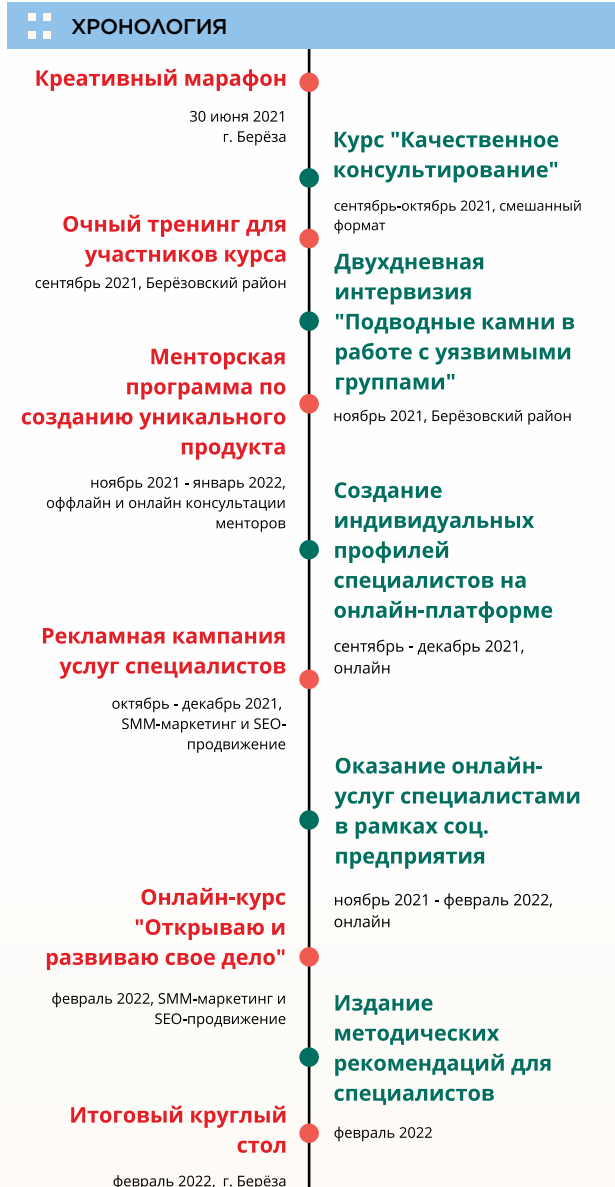 ХРОНОЛОГИЯ
Креативный марафон
30 июня 2021
г. Берёза
Курс "Качественное
консультирование"
сентябрь-октябрь 2021, смешанный
формат
Очный тренинг для
участников курса
сентябрь 2021, Берёзовский район
Двухдневная
интервизия
"Подводные камни в
работе с уязвимыми
группами"
ноябрь 2021, Берёзовский район
Менторская
программа по
созданию уникального
продукта
ноябрь 2021 - январь 2022,
оффлайн и онлайн консультации
менторов
Создание
индивидуальных
профилей
специалистов на
онлайн-платформе
сентябрь - декабрь 2021,
онлайн
Рекламная кампания
услуг специалистов
октябрь - декабрь 2021,
SMM-маркетинг и SEO-
продвижение
Оказание онлайн-
услуг специалистами
в рамках соц.
предприятия
ноябрь 2021 - февраль 2022,
онлайн
Онлайн-курс
"Открываю и
развиваю свое дело"
февраль 2022, SMM-маркетинг и
SEO-продвижение
Издание
методических
рекомендаций для
специалистов
февраль 2022
Итоговый круглый
стол
февраль 2022, г. Берёза